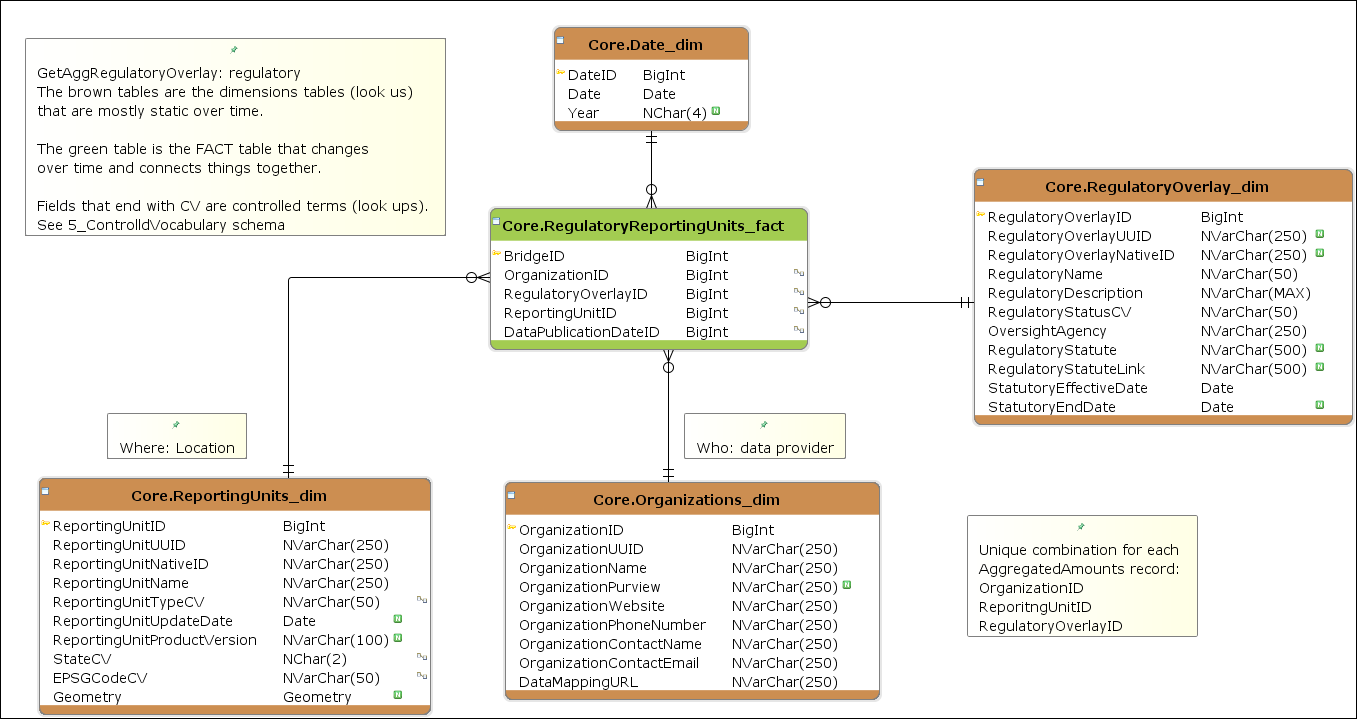 GetAggRegulatoryOverlay: regulatory
The brown tables are the dimensions tables (look us)
that are mostly static over time.
The green table is the FACT table that changes
over time and connects things together.
Fields that end with CV are controlled terms (look ups).
See 5_ControlldVocabulary schema
Core.Date_dim
DateID BigInt
Date Date
Year NChar(4) N
Core.RegulatoryReportingUnits_fact
BridgeID BigInt
OrganizationID BigInt
RegulatoryOverlayID BigInt
ReportingUnitID BigInt
DataPublicationDateID BigInt
Core.RegulatoryOverlay_dim
RegulatoryOverlayID BigInt
RegulatoryOverlayUUID NVarChar(250) N
RegulatoryOverlayNativeID NVarChar(250) N
RegulatoryName NVarChar(50)
RegulatoryDescription NVarChar(MAX)
RegulatoryStatusCV NVarChar(50)
OversightAgency NVarChar(250)
RegulatoryStatute NVarChar(500) N
RegulatoryStatuteLink NVarChar(500) N
StatutoryEffectiveDate Date
StatutoryEndDate Date N
Where: Location
Who: data provider
Core.ReportingUnits_dim
ReportingUnitID BigInt
ReportingUnitUUID NVarChar(250)
ReportingUnitNativeID NVarChar(250)
ReportingUnitName NVarChar(250)
ReportingUnitTypeCV NVarChar(50)
ReportingUnitUpdateDate Date N
ReportingUnitProductVersion NVarChar(100) N
StateCV NChar(2)
EPSGCodeCV NVarChar(50)
Geometry Geometry N
Core.Organizations_dim
OrganizationID BigInt
OrganizationUUID NVarChar(250)
OrganizationName NVarChar(250)
OrganizationPurview NVarChar(250) N
OrganizationWebsite NVarChar(250)
OrganizationPhoneNumber NVarChar(250)
OrganizationContactName NVarChar(250)
OrganizationContactEmail NVarChar(250)
DataMappingURL NVarChar(250)
Unique combination for each
AggregatedAmounts record:
OrganizationID
ReporitngUnitID
RegulatoryOverlayID